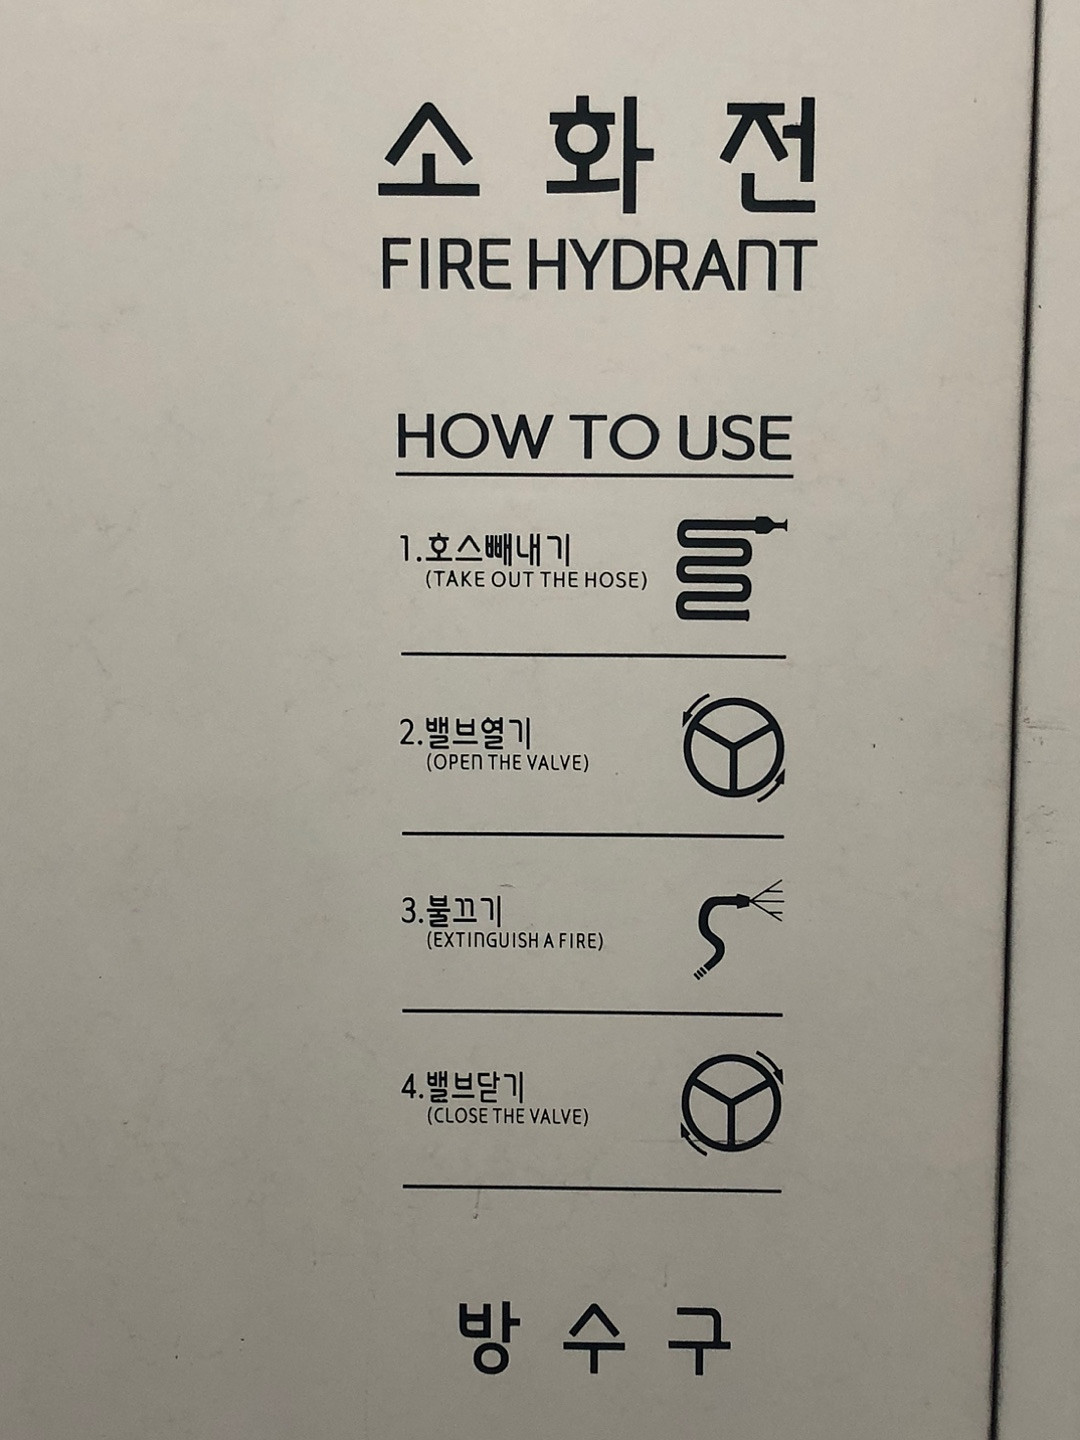 소 화 전
FIRE HYDRANT
HOW TO USE
1.호스빼내기
(TAKE OUT THE HOSE)
2.밸브열기
(OPEN THE VALVE)
3.불끄기
(EXTINGUISH A FIRE)
4.밸브닫기
(CLOSE THE VALVE)
방 수 구